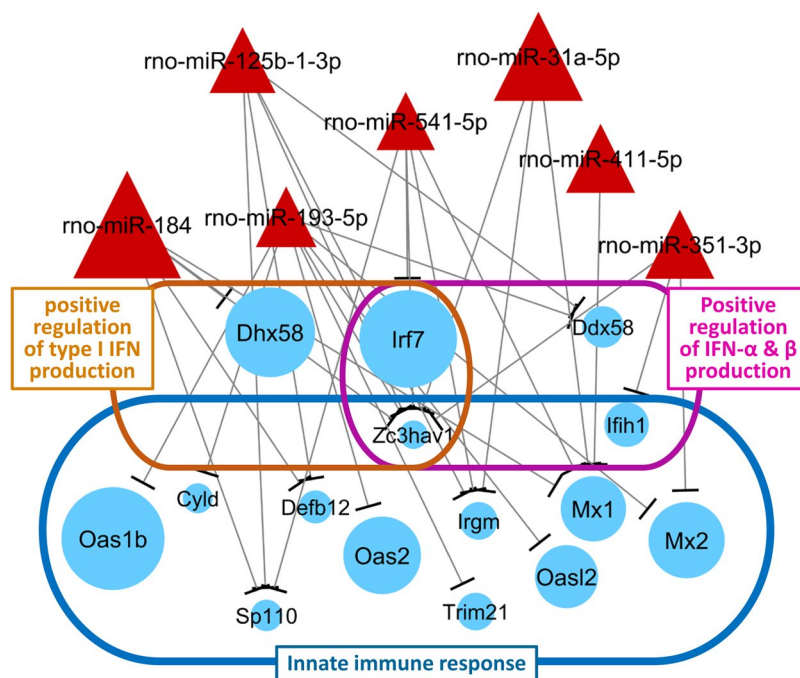 rno-miR-125b-1-3p
rno-miR-31a-5p
rno-miR-541-5p
rno-miR-411-5p
rno-miR-184
rno-miR-193-5p
rno-miR-351-3p
positive
regulation
of type I IFN
production
Dhx58
Irf7
Ddx58
Positive
regulation
of IFN-α & β
production
Zc3hav1
Ifih1
Cyld
Defb12
Oas1b
Oas2
Irgm
Mx1
Mx2
Oasl2
Sp110
Trim21
Innate immune response